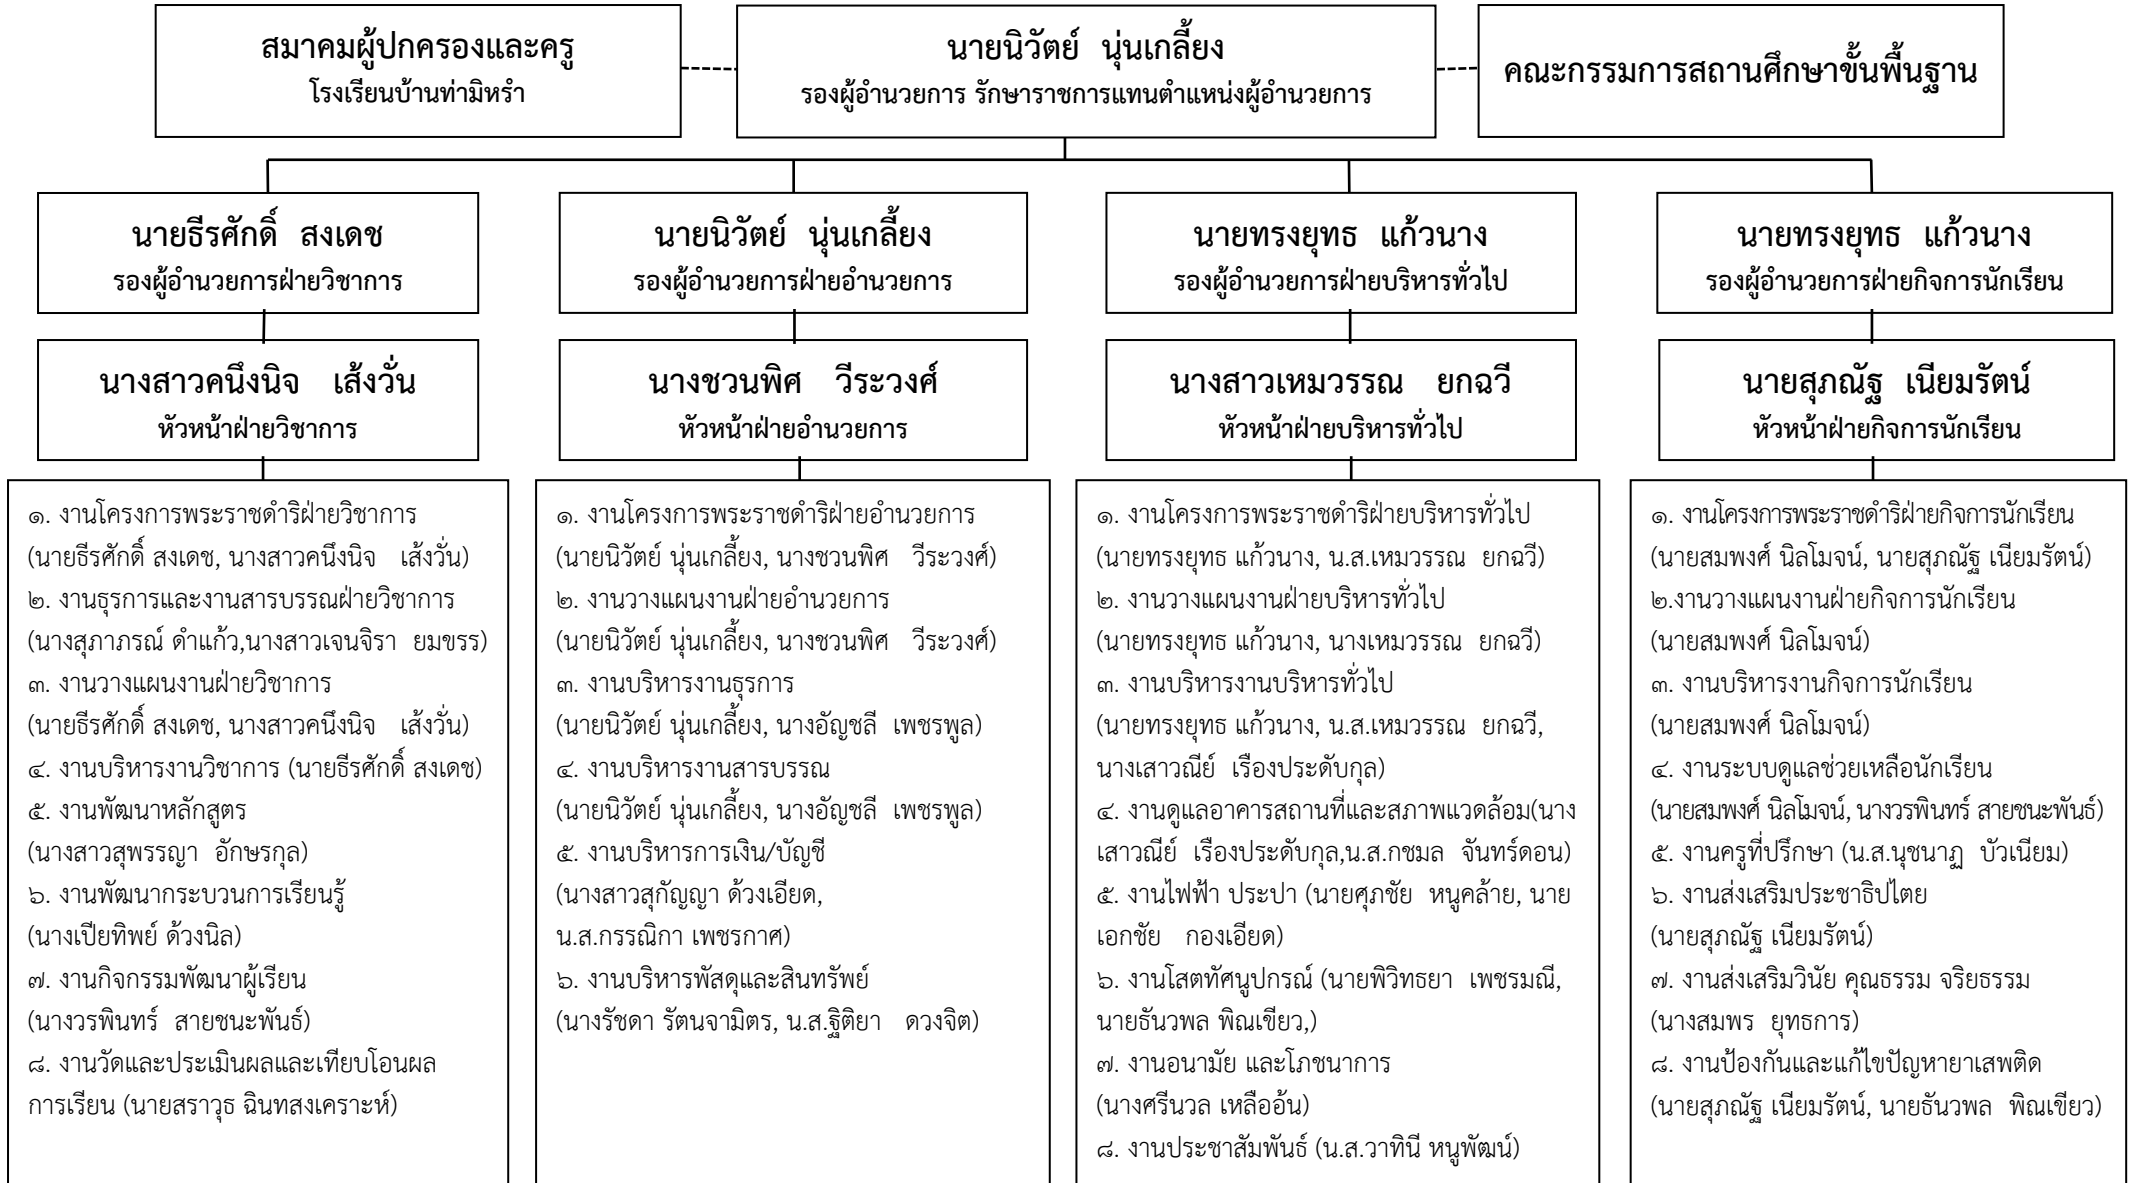 สมาคมผู้ปกครองและครู
โรงเรียนบ้านท่ามิหรำ
นายนิวัตย์ นุ่นเกลี้ยง
รองผู้อำนวยการ รักษาราชการแทนตำแหน่งผู้อำนวยการ
คณะกรรมการสถานศึกษาขั้นพื้นฐาน
นายธีรศักดิ์ สงเดช
รองผู้อำนวยการฝ่ายวิชาการ
นายนิวัตย์ นุ่นเกลี้ยง
รองผู้อำนวยการฝ่ายอำนวยการ
นายทรงยุทธ แก้วนาง
รองผู้อำนวยการฝ่ายบริหารทั่วไป
นายทรงยุทธ แก้วนาง
รองผู้อำนวยการฝ่ายกิจการนักเรียน
นางสาวคนึงนิจ เส้งวั่น
หัวหน้าฝ่ายวิชาการ
นางชวนพิศ วีระวงศ์
หัวหน้าฝ่ายอำนวยการ
นางสาวเหมวรรณ ยกฉวี
หัวหน้าฝ่ายบริหารทั่วไป
นายสุภณัฐ เนียมรัตน์
หัวหน้าฝ่ายกิจการนักเรียน
๑. งานโครงการพระราชดำริฝ่ายวิชาการ
(นายธีรศักดิ์ สงเดช, นางสาวคนึงนิจ เส้งวั่น)
๒. งานธุรการและงานสารบรรณฝ่ายวิชาการ
(นางสุภาภรณ์ ดำแก้ว,นางสาวเจนจิรา ยมขรร)
๓. งานวางแผนงานฝ่ายวิชาการ
(นายธีรศักดิ์ สงเดช, นางสาวคนึงนิจ เส้งวั่น)
๔. งานบริหารงานวิชาการ (นายธีรศักดิ์ สงเดช)
๕. งานพัฒนาหลักสูตร
(นางสาวสุพรรญา อักษรกุล)
๖. งานพัฒนากระบวนการเรียนรู้
(นางเปียทิพย์ ด้วงนิล)
๗. งานกิจกรรมพัฒนาผู้เรียน
(นางวรพินทร์ สายชนะพันธ์)
๘. งานวัดและประเมินผลและเทียบโอนผล
การเรียน (นายสราวุธ ฉินทสงเคราะห์)
๑. งานโครงการพระราชดำริฝ่ายอำนวยการ
(นายนิวัตย์ นุ่นเกลี้ยง, นางชวนพิศ วีระวงศ์)
๒. งานวางแผนงานฝ่ายอำนวยการ
(นายนิวัตย์ นุ่นเกลี้ยง, นางชวนพิศ วีระวงศ์)
๓. งานบริหารงานธุรการ
(นายนิวัตย์ นุ่นเกลี้ยง, นางอัญชลี เพชรพูล)
๔. งานบริหารงานสารบรรณ
(นายนิวัตย์ นุ่นเกลี้ยง, นางอัญชลี เพชรพูล)
๕. งานบริหารการเงิน/บัญชี
(นางสาวสุกัญญา ด้วงเอียด,
น.ส.กรรณิกา เพชรกาศ)
๖. งานบริหารพัสดุและสินทรัพย์
(นางรัชดา รัตนจามิตร, น.ส.ฐิติยา ดวงจิต)
๑. งานโครงการพระราชดำริฝ่ายบริหารทั่วไป
(นายทรงยุทธ แก้วนาง, น.ส.เหมวรรณ ยกฉวี)
๒. งานวางแผนงานฝ่ายบริหารทั่วไป
(นายทรงยุทธ แก้วนาง, นางเหมวรรณ ยกฉวี)
๓. งานบริหารงานบริหารทั่วไป
(นายทรงยุทธ แก้วนาง, น.ส.เหมวรรณ ยกฉวี,
นางเสาวณีย์ เรืองประดับกุล)
๔. งานดูแลอาคารสถานที่และสภาพแวดล้อม(นาง
เสาวณีย์ เรืองประดับกุล,น.ส.กชมล จันทร์ดอน)
๕. งานไฟฟ้า ประปา (นายศุภชัย หนูคล้าย, นาย
เอกชัย กองเอียด)
๖. งานโสตทัศนูปกรณ์ (นายพิวิทธยา เพชรมณี,
นายธันวพล พิณเขียว,)
๗. งานอนามัย และโภชนาการ
(นางศรีนวล เหลืออ้น)
๘. งานประชาสัมพันธ์ (น.ส.วาทินี หนูพัฒน์)
๑. งานโครงการพระราชดำริฝ่ายกิจการนักเรียน
(นายสมพงศ์ นิลโมจน์, นายสุภณัฐ เนียมรัตน์)
๒.งานวางแผนงานฝ่ายกิจการนักเรียน
(นายสมพงศ์ นิลโมจน์)
๓. งานบริหารงานกิจการนักเรียน
(นายสมพงศ์ นิลโมจน์)
๔. งานระบบดูแลช่วยเหลือนักเรียน
(นายสมพงศ์ นิลโมจน์, นางวรพินทร์ สายชนะพันธ์)
๕. งานครูที่ปรึกษา (น.ส.นุชนาฏ บัวเนียม)
๖. งานส่งเสริมประชาธิปไตย
(นายสุภณัฐ เนียมรัตน์)
๗. งานส่งเสริมวินัย คุณธรรม จริยธรรม
(นางสมพร ยุทธการ)
๘. งานป้องกันและแก้ไขปัญหายาเสพติด
(นายสุภณัฐ เนียมรัตน์, นายธันวพล พิณเขียว)